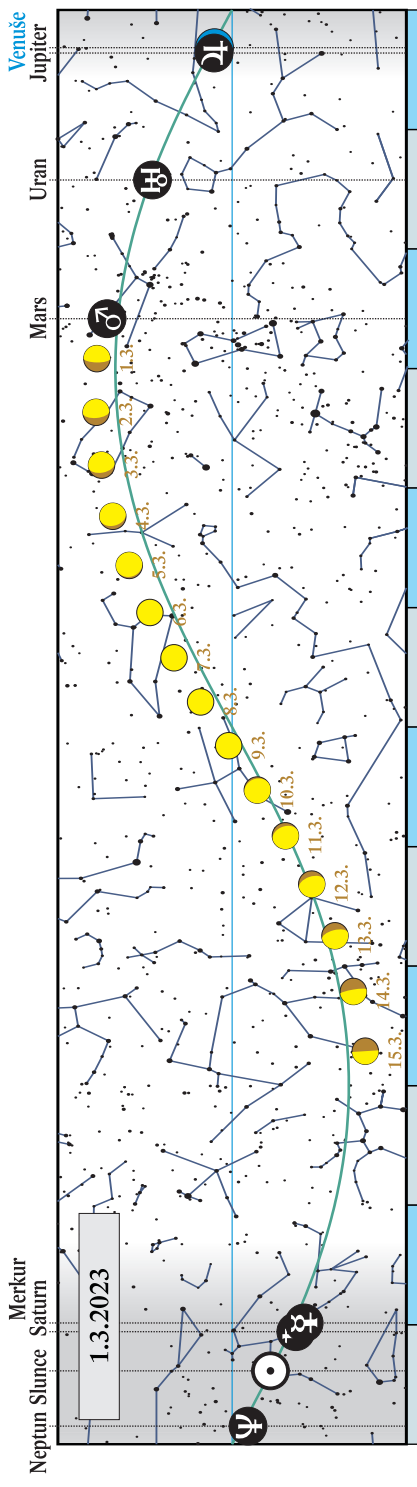 Venuše
Jupiter
Uran
Mars
Merkur
Saturn
Slunce
Neptun
1.3.
2.3.
3.3.
4.3.
5.3.
6.3.
7.3.
8.3.
9.3.
10.3.
11.3.
12.3.
13.3.
14.3.
15.3.
1.3.2023